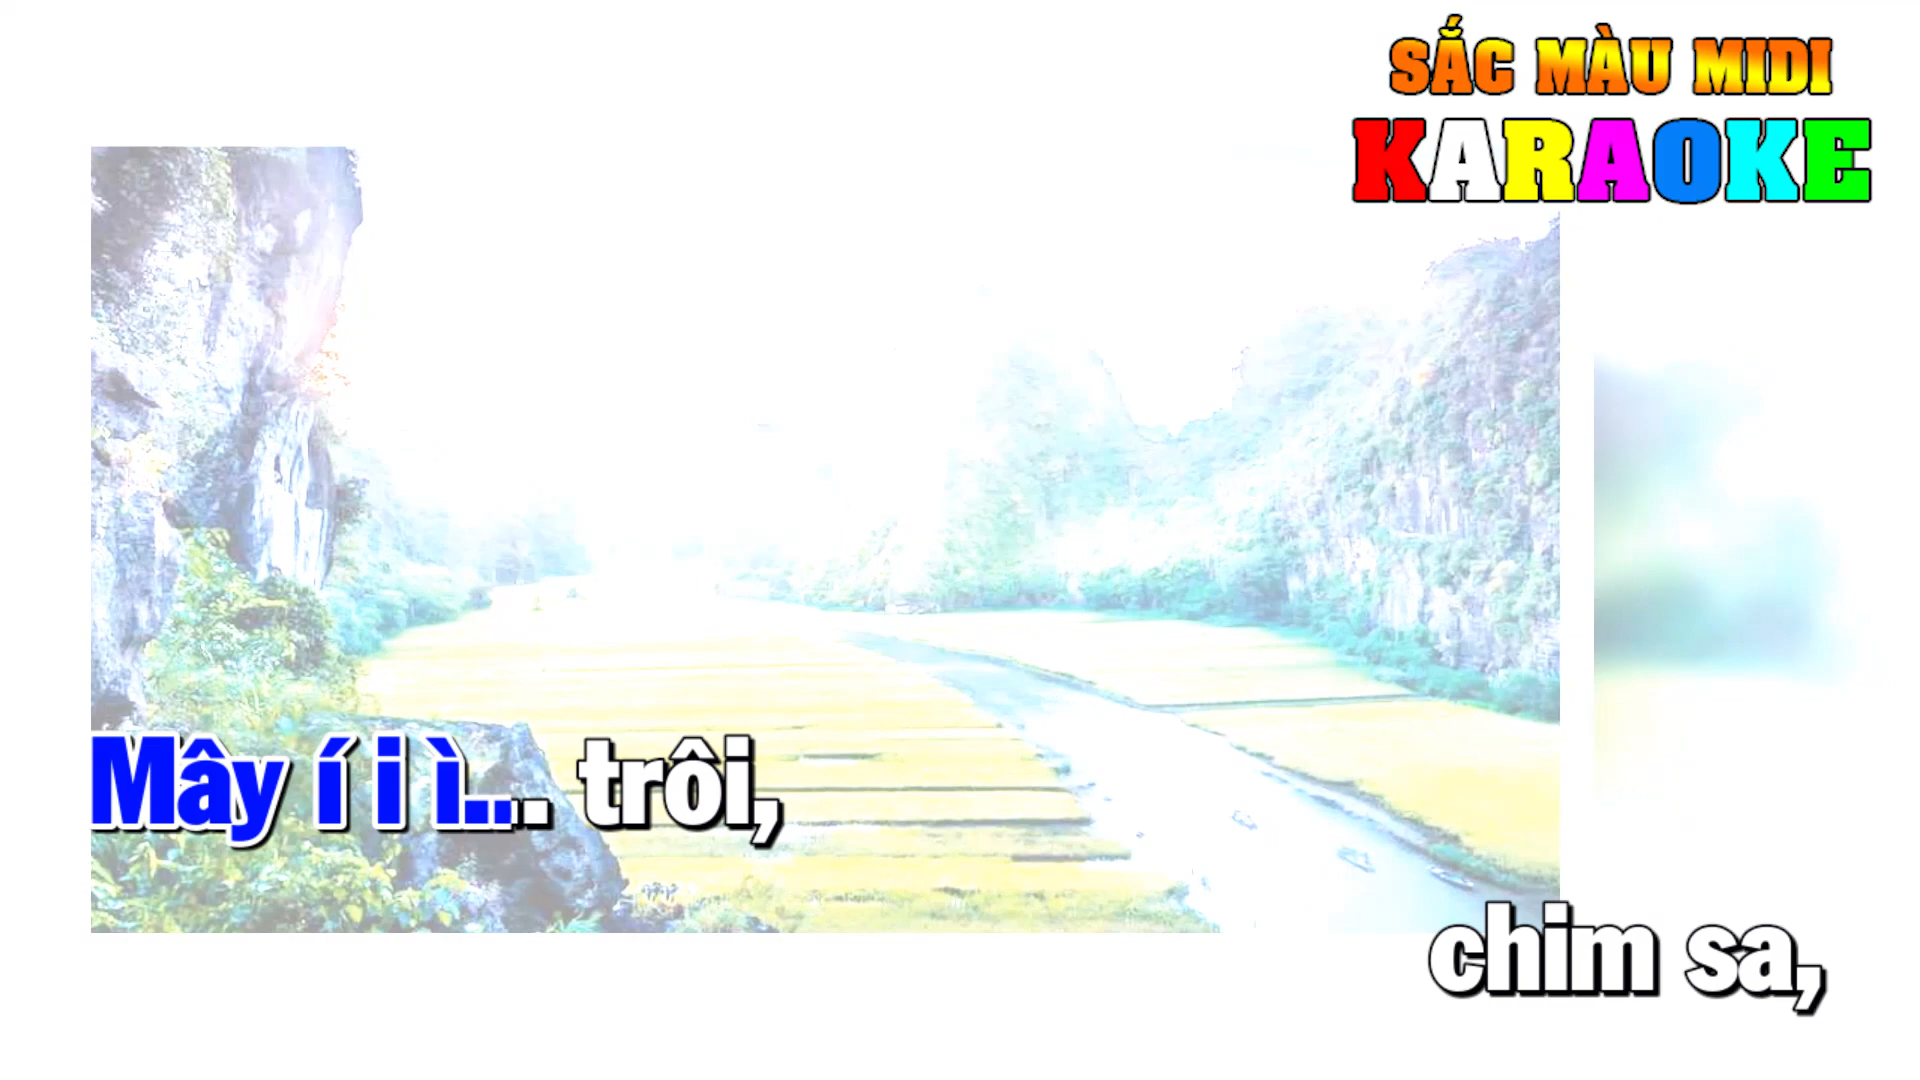 SẮC MÀU MIDI
KARAOKE
Mây í i ì... trôi,
chim sa,